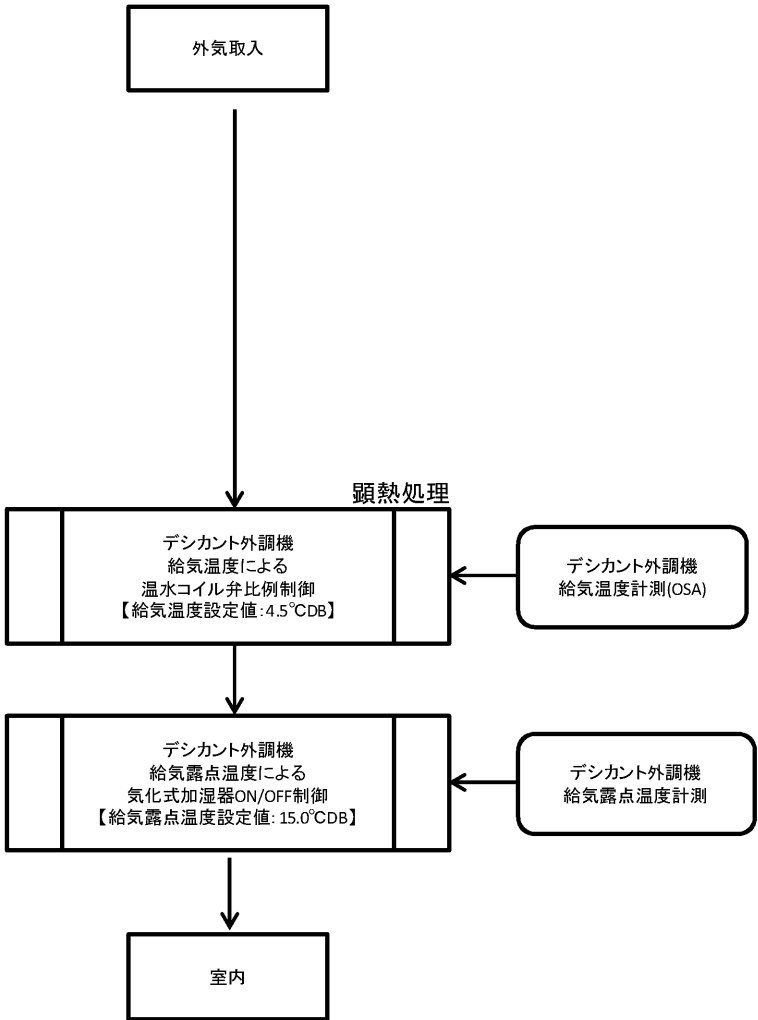 外気取入
顕熱処理
デシカント外調機
給気温度による
温水コイル弁比例制御
【給気温度設定値：4.5℃DB】
デシカント外調機
給気温度計測(OSA)
デシカント外調機
給気露点温度による
気化式加湿器ON/OFF制御
【給気露点温度設定値：15.0℃DB】
デシカント外調機
給気露点温度計測
室内